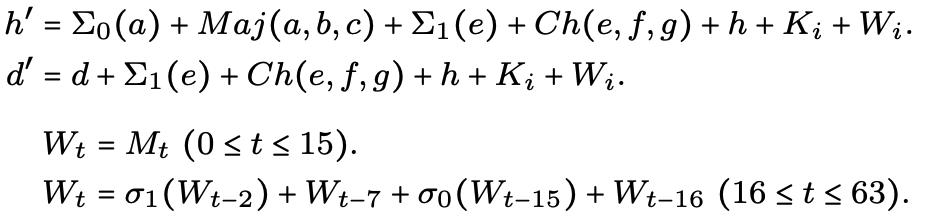 h′ = Σ₀(a) + Maj(a, b, c) + Σ₁(e) + Ch(e, f, g) + h + Kᵢ + Wᵢ.
d′ = d + Σ₁(e) + Ch(e, f, g) + h + Kᵢ + Wᵢ.
Wₜ = Mₜ (0 ≤ t ≤ 15).
Wₜ = σ₁(Wₜ₋₂) + Wₜ₋₇ + σ₀(Wₜ₋₁₅) + Wₜ₋₁₆ (16 ≤ t ≤ 63).